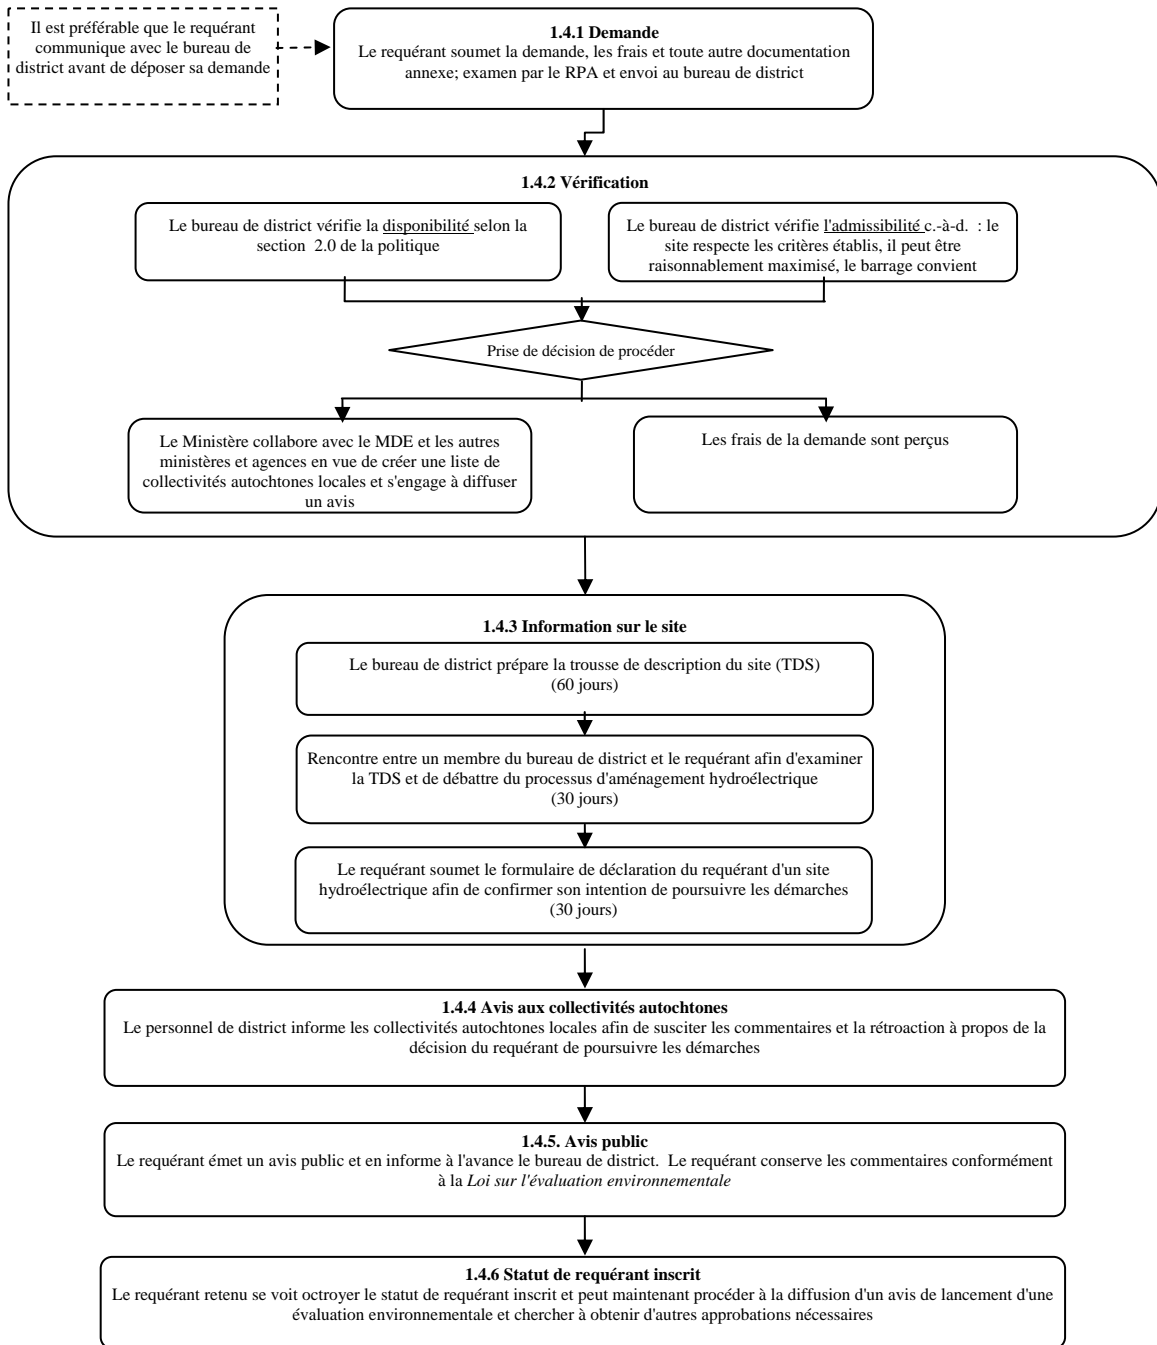 Il est préférable que le requérant
communique avec le bureau de
district avant de déposer sa demande
1.4.1 Demande
Le requérant soumet la demande, les frais et toute autre documentation
annexe; examen par le RPA et envoi au bureau de district
1.4.2 Vérification
Le bureau de district vérifie la disponibilité selon la
section 2.0 de la politique
Le bureau de district vérifie l'admissibilité c.-à-d. : le
site respecte les critères établis, il peut être
raisonnablement maximisé, le barrage convient
Prise de décision de procéder
Le Ministère collabore avec le MDE et les autres
ministères et agences en vue de créer une liste de
collectivités autochtones locales et s'engage à diffuser
un avis
Les frais de la demande sont perçus
1.4.3 Information sur le site
Le bureau de district prépare la trousse de description du site (TDS)
(60 jours)
Rencontre entre un membre du bureau de district et le requérant afin d'examiner
la TDS et de débattre du processus d'aménagement hydroélectrique
(30 jours)
Le requérant soumet le formulaire de déclaration du requérant d'un site
hydroélectrique afin de confirmer son intention de poursuivre les démarches
(30 jours)
1.4.4 Avis aux collectivités autochtones
Le personnel de district informe les collectivités autochtones locales afin de susciter les commentaires et la rétroaction à propos de la
décision du requérant de poursuivre les démarches
1.4.5. Avis public
Le requérant émet un avis public et en informe à l'avance le bureau de district. Le requérant conserve les commentaires conformément
à la Loi sur l'évaluation environnementale
1.4.6 Statut de requérant inscrit
Le requérant retenu se voit octroyer le statut de requérant inscrit et peut maintenant procéder à la diffusion d'un avis de lancement d'une
évaluation environnementale et chercher à obtenir d'autres approbations nécessaires